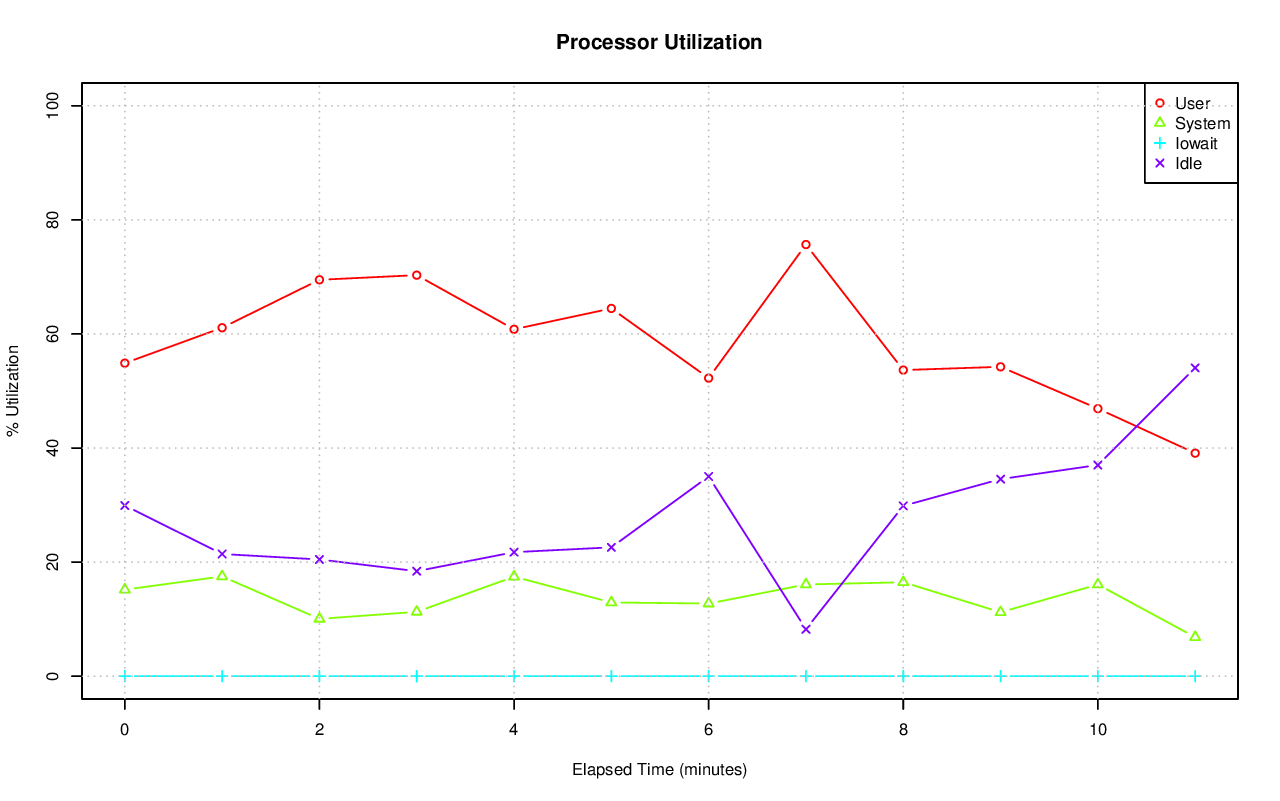 Processor Utilization
User
System
Iowait
Idle
100
80
60
40
20
0
% Utilization
0 2 4 6 8 10
Elapsed Time (minutes)